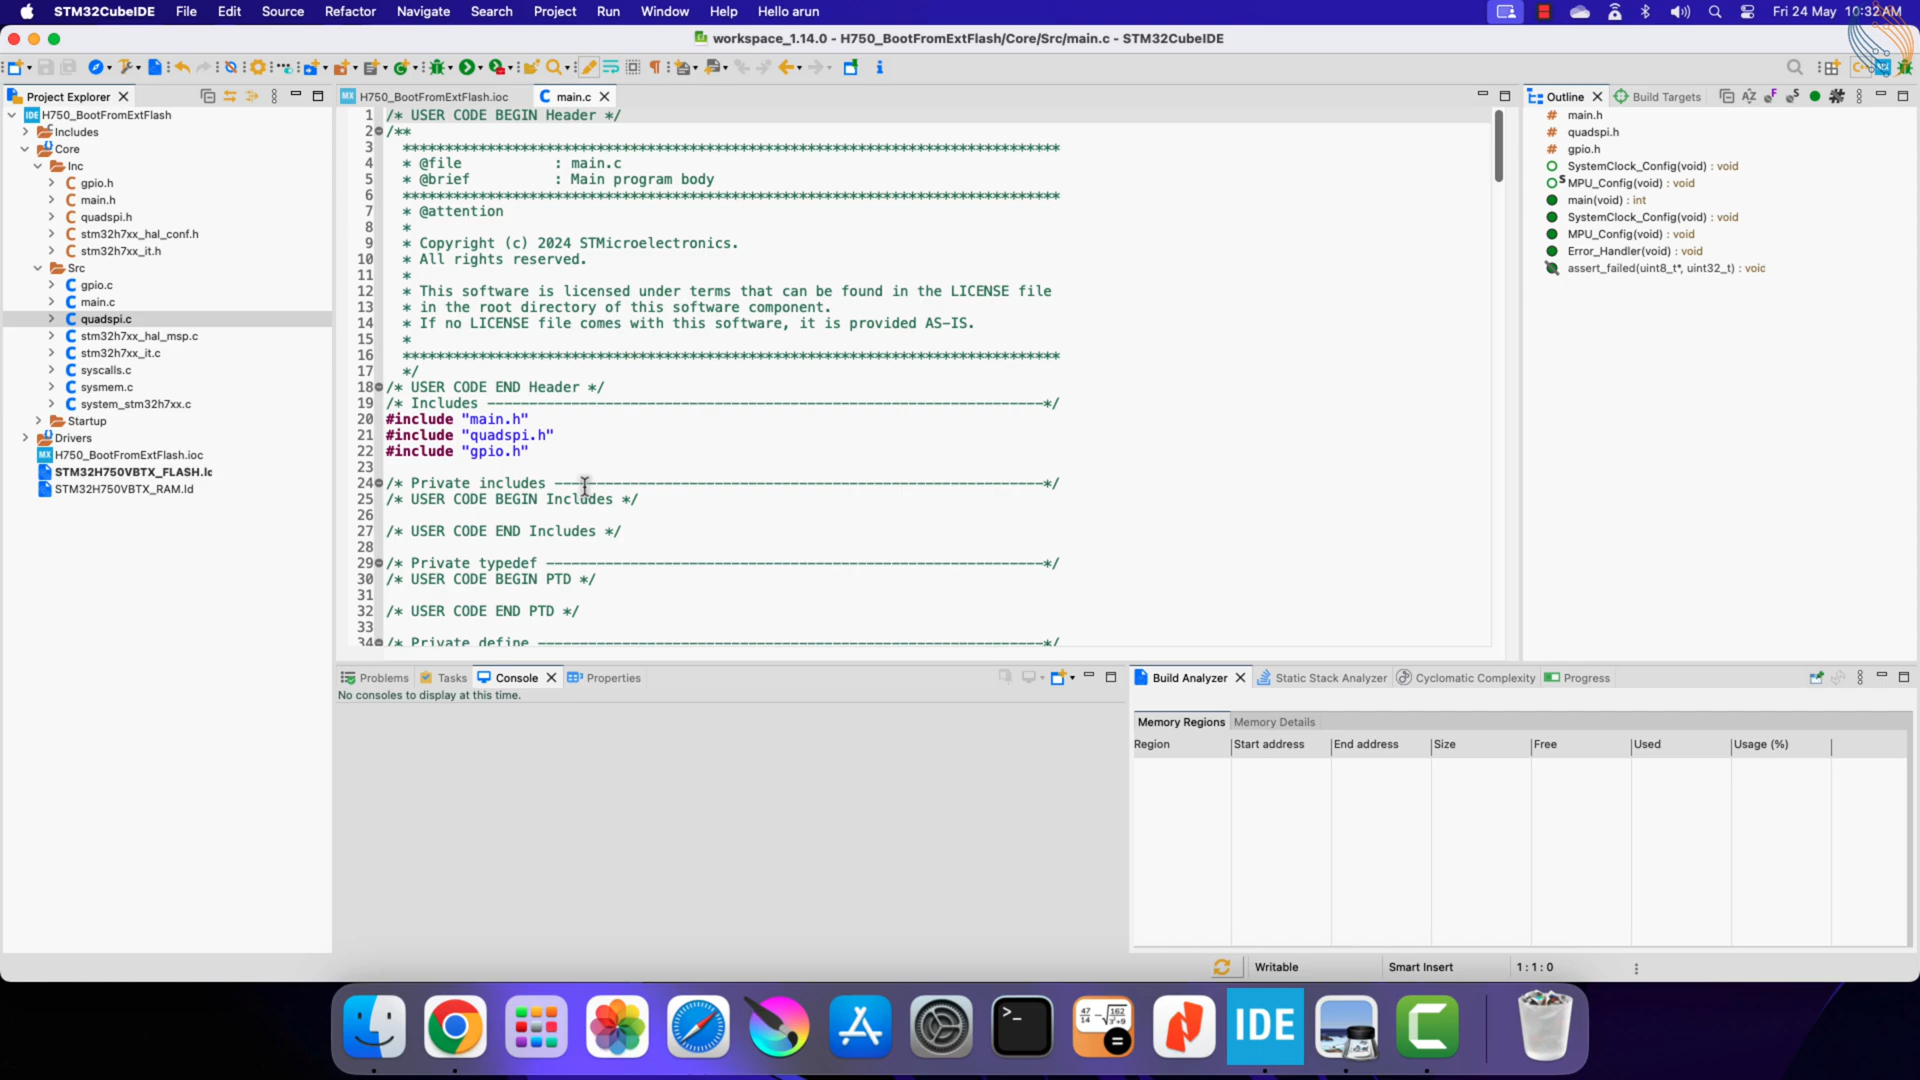 STM32CubeIDE File Edit Source Refactor Navigate Search Project Run Window Help Hello arun Fri 24 May 10:32AM
workspace_1.14.0 - H750_BootFromExtFlash/Core/Src/main.c - STM32CubeIDE
Project Explorer
H750_BootFromExtFlash
Includes
Core
Inc
gpio.h
main.h
quadspi.h
stm32h7xx_hal_conf.h
stm32h7xx_it.h
Src
gpio.c
main.c
quadspi.c
stm32h7xx_hal_msp.c
stm32h7xx_it.c
syscalls.c
sysmem.c
system_stm32h7xx.c
Startup
Drivers
H750_BootFromExtFlash.ioc
STM32H750VBTX_FLASH.lc
STM32H750VBTX_RAM.ld
H750_BootFromExtFlash.ioc main.c
1 /* USER CODE BEGIN Header */
2 /**
3 ******************************************************************************
4 * @file : main.c
5 * @brief : Main program body
6 ******************************************************************************
7 * @attention
8 *
9 * Copyright (c) 2024 STMicroelectronics.
10 * All rights reserved.
11 *
12 * This software is licensed under terms that can be found in the LICENSE file
13 * in the root directory of this software component.
14 * If no LICENSE file comes with this software, it is provided AS-IS.
15 *
16 ******************************************************************************
17 */
18 /* USER CODE END Header */
19 /* Includes ------------------------------------------------------------------*/
20 #include "main.h"
21 #include "quadspi.h"
22 #include "gpio.h"
23
24 /* Private includes ----------------------------------------------------------*/
25 /* USER CODE BEGIN Includes */
26
27 /* USER CODE END Includes */
28
29 /* Private typedef -----------------------------------------------------------*/
30 /* USER CODE BEGIN PTD */
31
32 /* USER CODE END PTD */
33
34 /* Private define ------------------------------------------------------------*/
Outline Build Targets
main.h
quadspi.h
gpio.h
SystemClock_Config(void) : void
MPU_Config(void) : void
main(void) : int
SystemClock_Config(void) : void
MPU_Config(void) : void
Error_Handler(void) : void
assert_failed(uint8_t*, uint32_t) : voic
Problems Tasks Console Properties
No consoles to display at this time.
Build Analyzer Static Stack Analyzer Cyclomatic Complexity Progress
Memory Regions Memory Details
Region Start address End address Size Free Used Usage (%)
Writable Smart Insert 1 : 1 : 0
IDE